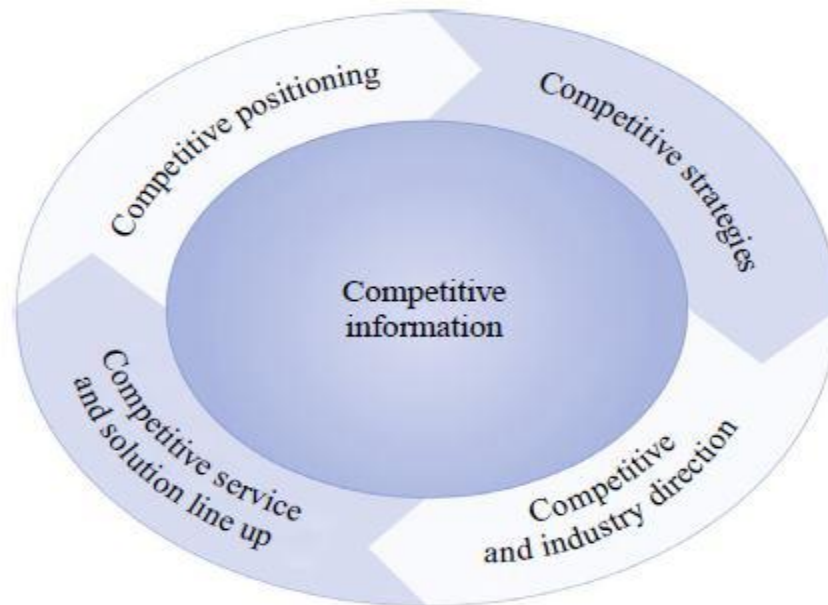 Competitive positioning
Competitive strategies
Competitive
information
Competitive service
and solution line up
Competitive
and industry direction